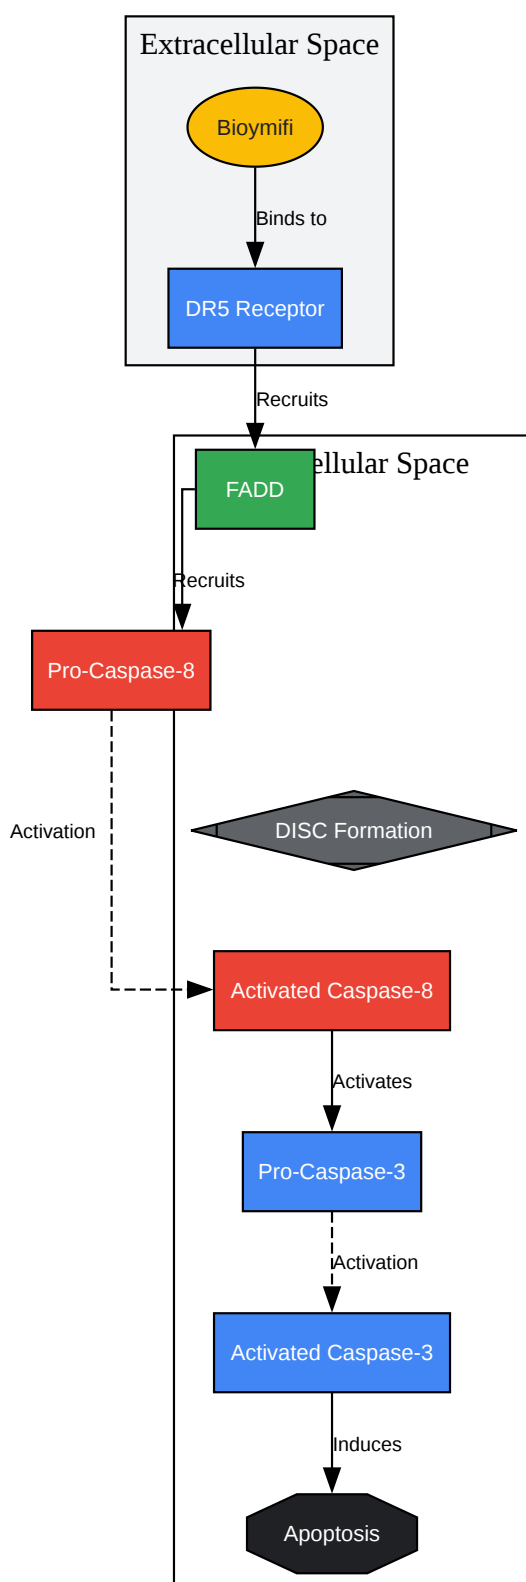 Extracellular Space
Bioymifi
Binds to
DR5 Receptor
Recruits
ellular Space
FADD
Recruits
Pro-Caspase-8
Activation
DISC Formation
Activated Caspase-8
Activates
Pro-Caspase-3
Activation
Activated Caspase-3
Induces
Apoptosis